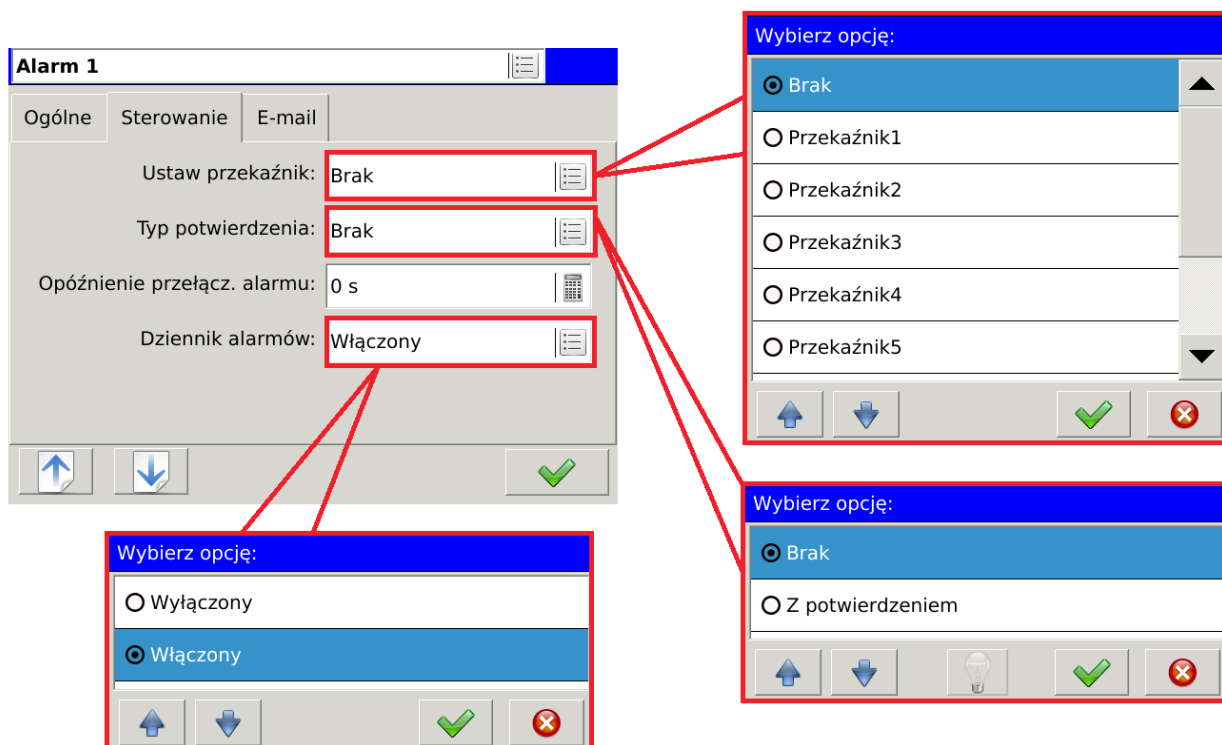 Alarm 1
Ogólne Sterowanie E-mail
Ustaw przekaźnik: Brak
Typ potwierdzenia: Brak
Opóźnienie przełącz. alarmu: 0 s
Dziennik alarmów: Włączony
Wybierz opcję:
Brak
Przekaźnik1
Przekaźnik2
Przekaźnik3
Przekaźnik4
Przekaźnik5
Wybierz opcję:
Brak
Z potwierdzeniem
Wybierz opcję:
Wyłączony
Włączony